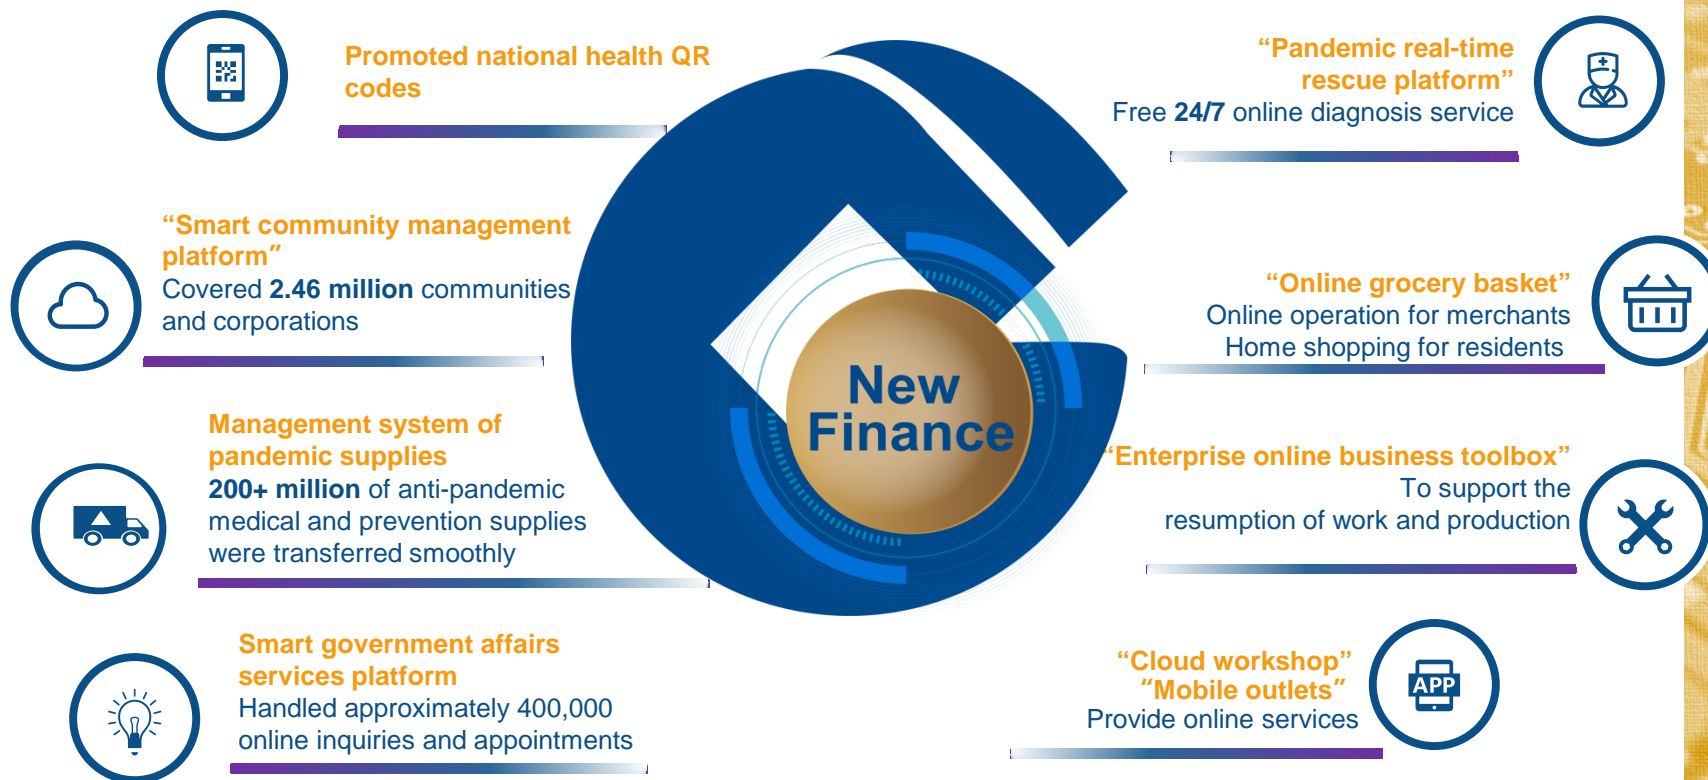 Promoted national health QR
codes
“Smart community management
platform”
Covered 2.46 million communities
and corporations
Management system of
pandemic supplies
200+ million of anti-pandemic
medical and prevention supplies
were transferred smoothly
Smart government affairs
services platform
Handled approximately 400,000
online inquiries and appointments
New
Finance
“Pandemic real-time
rescue platform”
Free 24/7 online diagnosis service
“Online grocery basket”
Online operation for merchants
Home shopping for residents
“Enterprise online business toolbox”
To support the
resumption of work and production
“Cloud workshop”
“Mobile outlets”
Provide online services
APP